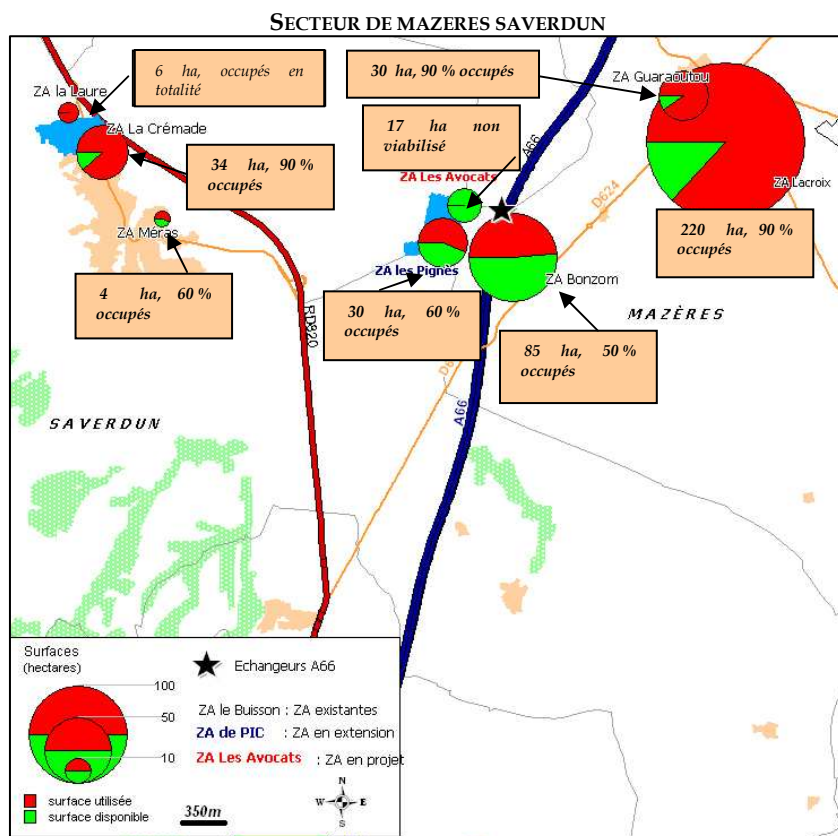 SECTEUR DE MAZERES SAVERDUN
6 ha, occupés en
totalité
30 ha, 90 % occupés
ZA la Laure
ZA Guaraoutou
17 ha non
viabilisé
ZA La Crémade
A66
34 ha, 90 %
occupés
ZA Les Avocats
ZA Lacroix
D624
ZA Méras
220 ha, 90 %
occupés
ZA les Pignès
ZA Bonzom
4 ha, 60 %
occupés
30 ha, 60 %
occupés
MAZÈRES
RD820
85 ha, 50 %
occupés
A66
SAVERDUN
Surfaces
(hectares)
100
50
10
Echangeurs A66
ZA le Buisson : ZA existantes
ZA de PIC : ZA en extension
ZA Les Avocats : ZA en projet
N
W E
S
surface utilisée
surface disponible
350m